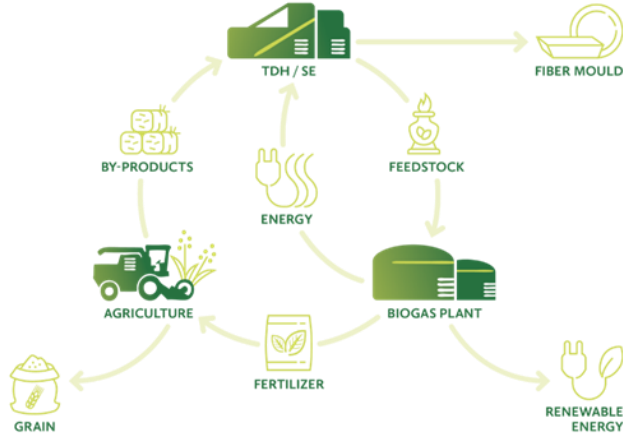 TDH / SE
FIBER MOULD
BY-PRODUCTS
FEEDSTOCK
ENERGY
AGRICULTURE
BIOGAS PLANT
FERTILIZER
GRAIN
RENEWABLE
ENERGY